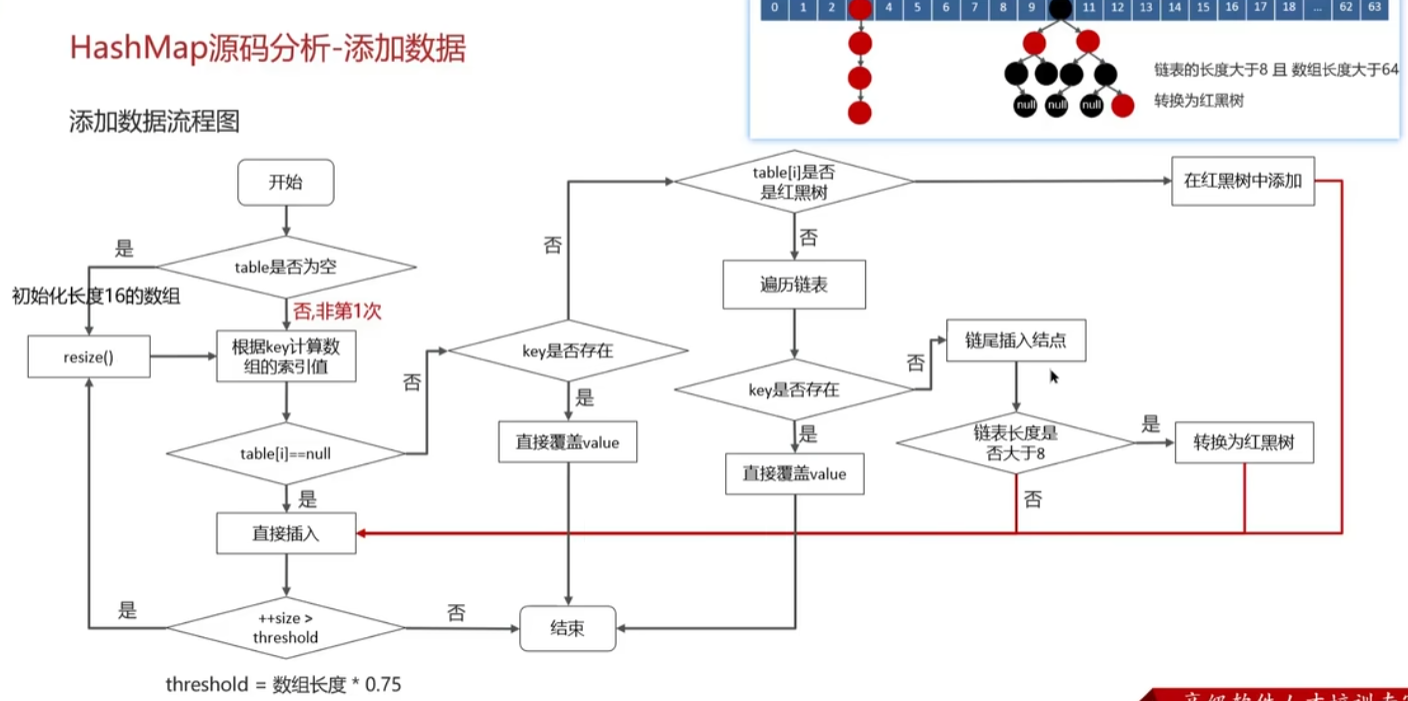 0 1 2 4 5 6 7 8 9 11 12 13 14 15 16 17 18 ... 62 63
HashMap源码分析-添加数据
链表的长度大于8 且 数组长度大于64
转换为红黑树
null null null
添加数据流程图
开始
table是否为空
是
初始化长度16的数组
否,非第1次
resize()
根据key计算数
组的索引值
table[i]==null
否
是
直接插入
++size >
threshold
是
否
threshold = 数组长度 * 0.75
key是否存在
否
是
直接覆盖value
结束
table[i]是否
是红黑树
否
在红黑树中添加
遍历链表
key是否存在
否
是
直接覆盖value
链尾插入结点
链表长度是
否大于8
是
否
转换为红黑树